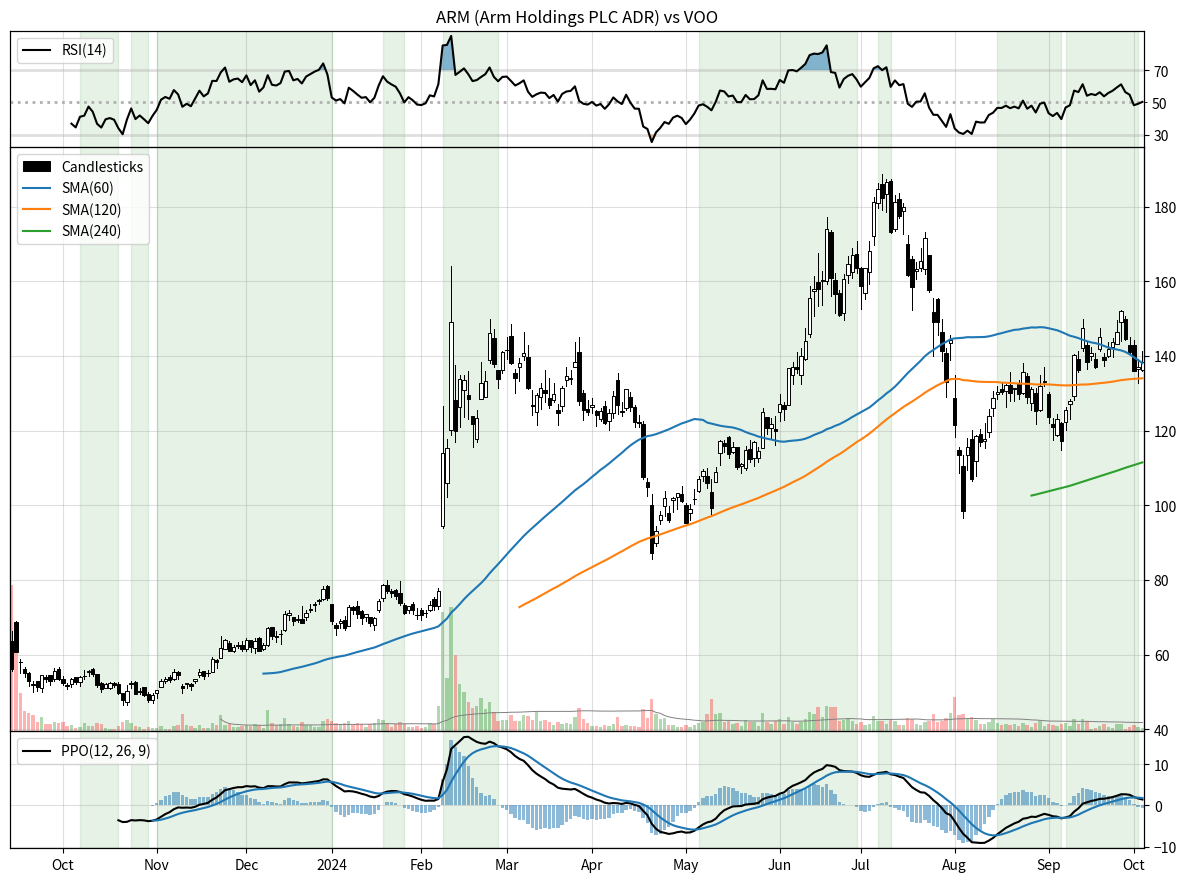 ARM (Arm Holdings PLC ADR) vs VOO
RSI(14)
70
50
30
Candlesticks
SMA(60)
SMA(120)
SMA(240)
180
160
140
120
100
80
60
40
PPO(12, 26, 9)
10
0
−10
Oct Nov Dec 2024 Feb Mar Apr May Jun Jul Aug Sep Oct